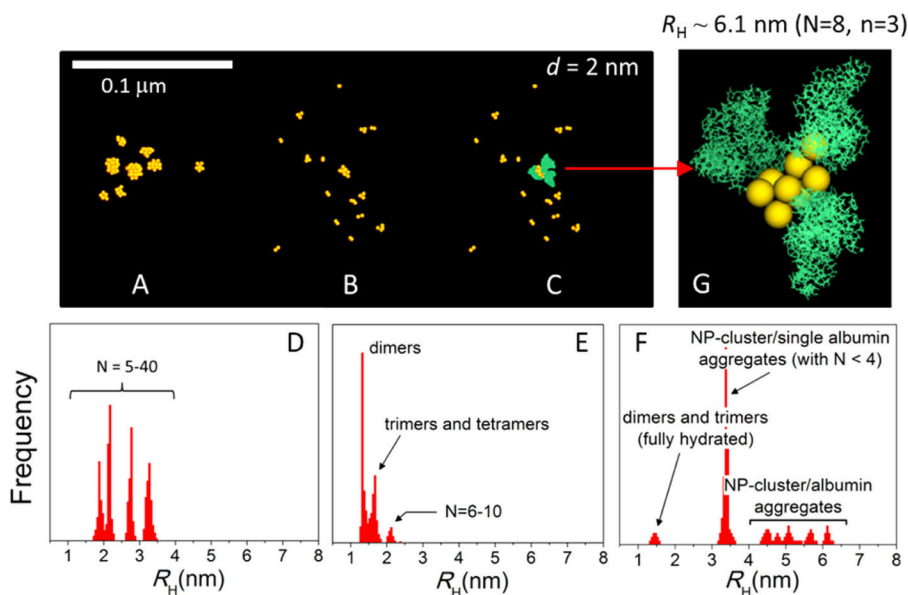 R_H ~ 6.1 nm (N=8, n=3)
0.1 μm
d = 2 nm
A
B
C
G
D
N = 5-40
Frequency
1 2 3 4 5 6 7 8
R_H(nm)
E
dimers
trimers and tetramers
N=6-10
1 2 3 4 5 6 7 8
R_H(nm)
F
NP-cluster/single albumin
aggregates (with N < 4)
dimers and trimers
(fully hydrated)
NP-cluster/albumin
aggregates
1 2 3 4 5 6 7 8
R_H(nm)